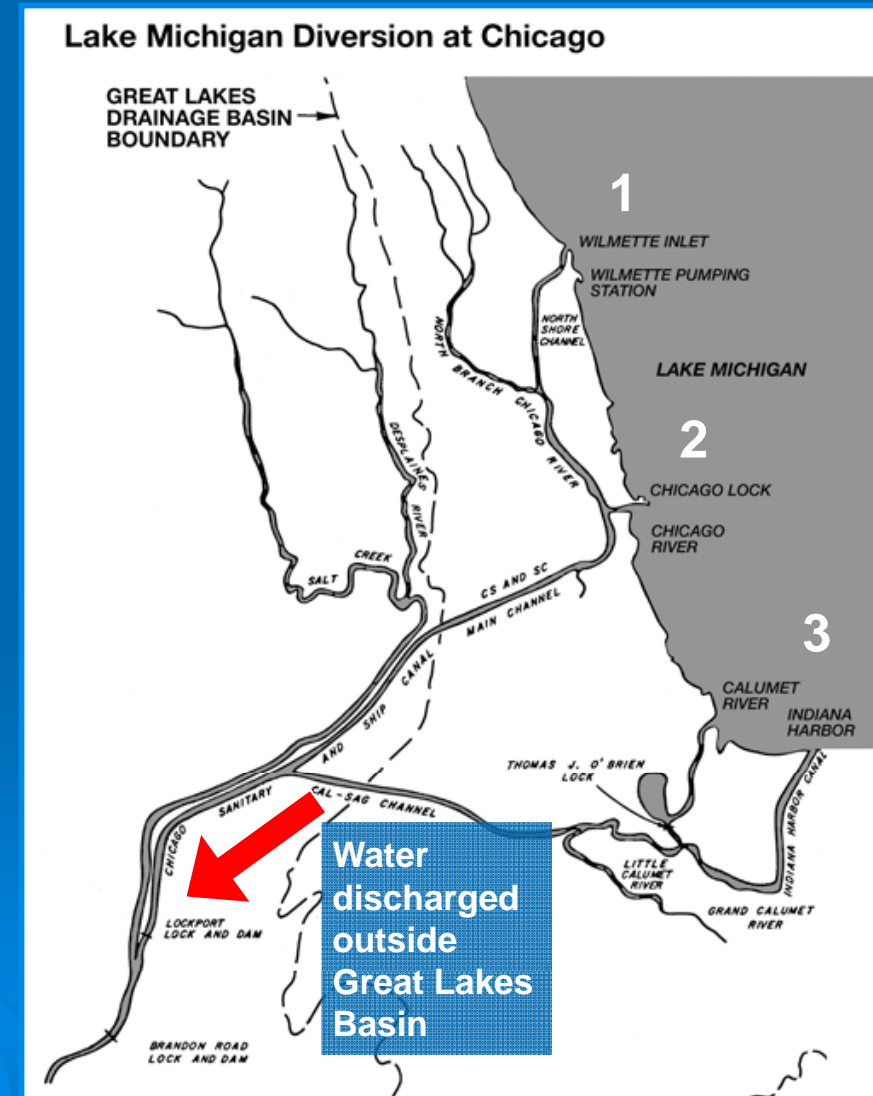 Lake Michigan Diversion at Chicago
GREAT LAKES
DRAINAGE BASIN
BOUNDARY
1
WILMETTE INLET
WILMETTE PUMPING
STATION
NORTH
SHORE
CHANNEL
NORTH BRANCH CHICAGO RIVER
LAKE MICHIGAN
2
DESPLAINES RIVER
CHICAGO LOCK
CHICAGO
RIVER
SALT CREEK
CS AND SC
MAIN CHANNEL
3
CALUMET
RIVER
INDIANA
HARBOR
THOMAS J. O'BRIEN
LOCK
CHICAGO SANITARY AND SHIP CANAL
CAL-SAG CHANNEL
INDIANA HARBOR CANAL
Water
discharged
outside
Great Lakes
Basin
LITTLE
CALUMET
RIVER
GRAND CALUMET
RIVER
LOCKPORT
LOCK AND DAM
BRANDON ROAD
LOCK AND DAM